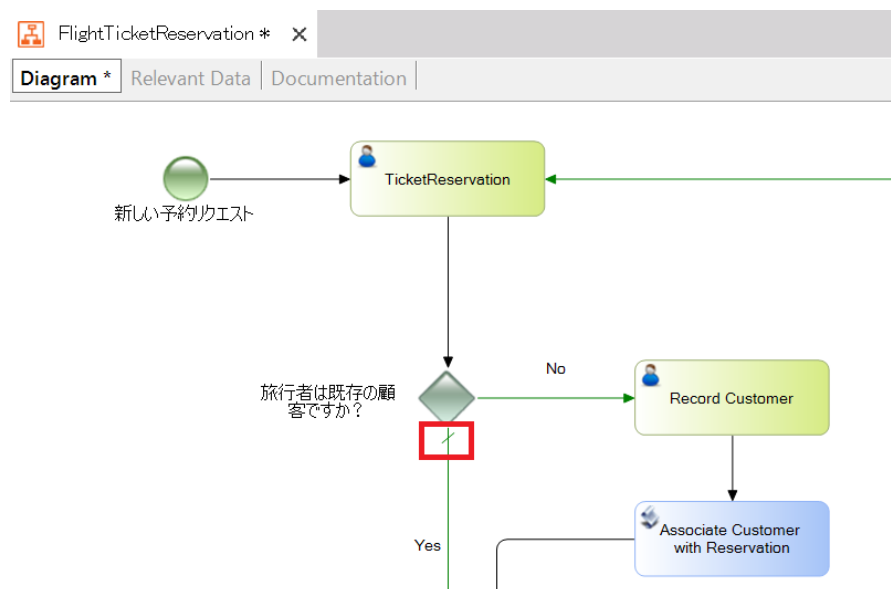 FlightTicketReservation *
Diagram *
Relevant Data
Documentation
TicketReservation
新しい予約リクエスト
旅行者は既存の顧
客ですか？
No
Record Customer
Yes
Associate Customer
with Reservation